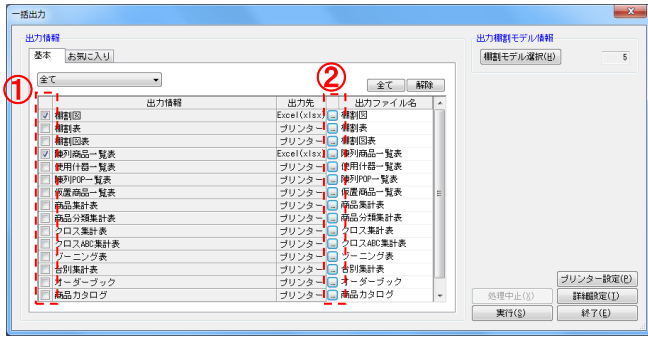 一括出力
出力情報
出力棚割モデル情報
基本 お気に入り
棚割モデル選択(H) 5
全て
全て 解除
① ②
出力情報 出力先 出力ファイル名
棚割図 Excel(xlsx) ... 棚割図
棚割表 プリンター ... 棚割表
棚割図表 プリンター ... 棚割図表
陳列商品一覧表 Excel(xlsx) ... 陳列商品一覧表
使用什器一覧表 プリンター ... 使用什器一覧表
陳列POP一覧表 プリンター ... 陳列POP一覧表
仮置商品一覧表 プリンター ... 仮置商品一覧表
商品集計表 プリンター ... 商品集計表
商品分類集計表 プリンター ... 商品分類集計表
クロス集計表 プリンター ... クロス集計表
クロスABC集計表 プリンター ... クロスABC集計表
ゾーニング表 プリンター ... ゾーニング表
台別集計表 プリンター ... 台別集計表
オーダーブック プリンター ... オーダーブック
商品カタログ プリンター ... 商品カタログ
プリンター設定(P)
処理中止(X) 詳細設定(T)
実行(S) 終了(E)